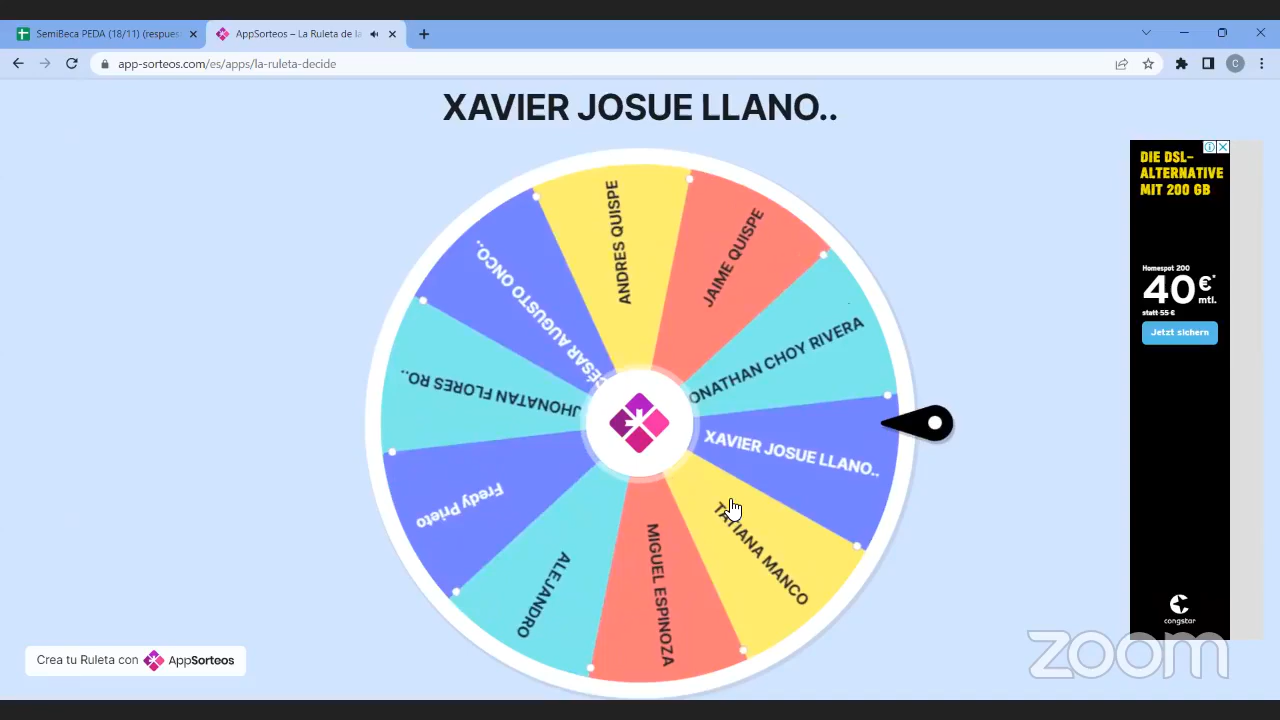 SemiBeca PEDA (18/11) (respues
AppSorteos – La Ruleta de la
app-sorteos.com/es/apps/la-ruleta-decide
C
XAVIER JOSUE LLANO..
ANDRES QUISPE
JAIME QUISPE
ONATHAN CHOY RIVERA
XAVIER JOSUE LLANO..
TATIANA MANCO
MIGUEL ESPINOZA
ALEJANDRO
Fredy Prieto
JHONATAN FLORES RO..
CÉSAR AUGUSTO ONCO..
DIE DSL-
ALTERNATIVE
MIT 200 GB
Homespot 200
40€*
mtl.
statt 55 €
Jetzt sichern
congstar
Crea tu Ruleta con AppSorteos
zoom